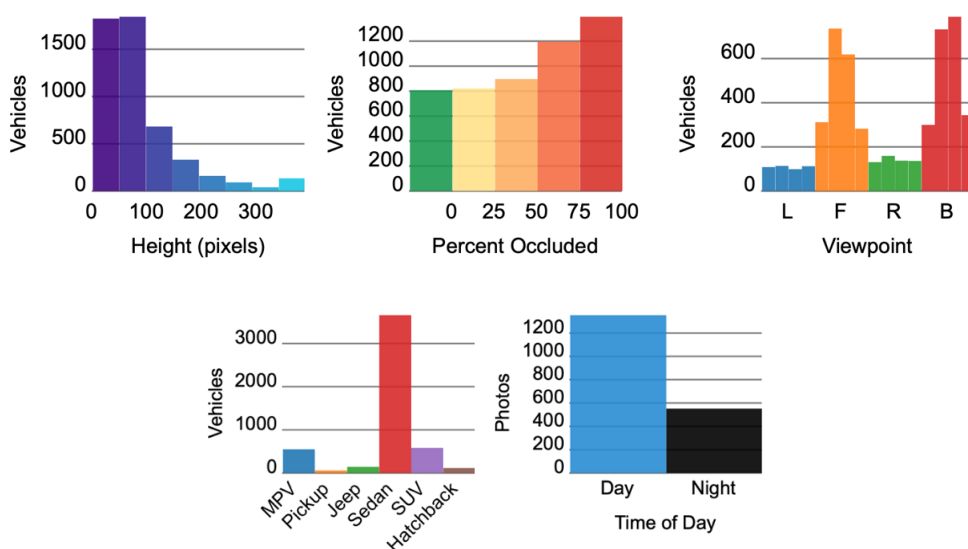 1500
1000
500
0
Vehicles
0 100 200 300
Height (pixels)
1200
1000
800
600
400
200
0
Vehicles
0 25 50 75 100
Percent Occluded
600
400
200
0
Vehicles
L F R B
Viewpoint
3000
2000
1000
0
Vehicles
MPV
Pickup
Jeep
Sedan
SUV
Hatchback
1200
1000
800
600
400
200
0
Photos
Day Night
Time of Day